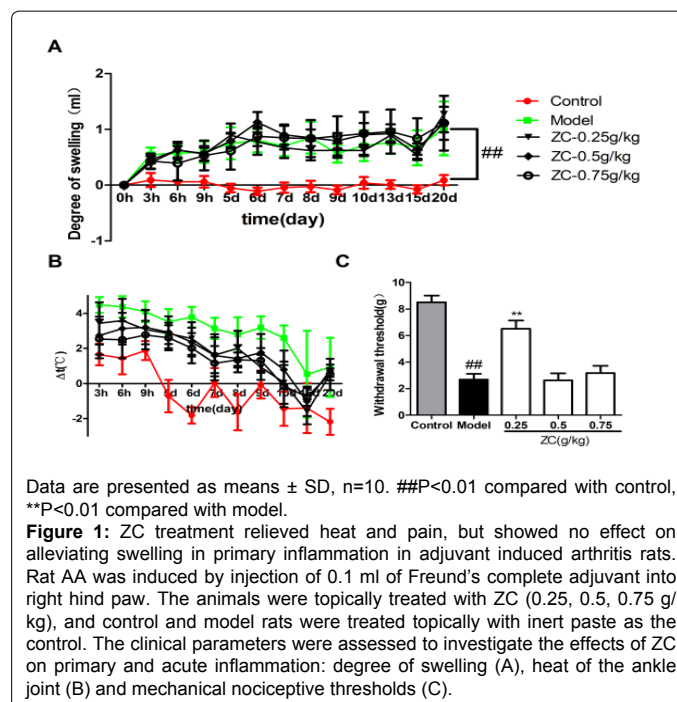 A
Degree of swelling (ml)
2
1
0
-1
0h 3h 6h 9h 5d 6d 7d 8d 9d 10d 13d 15d 20d
time(day)
Control
Model
ZC-0.25g/kg
ZC-0.5g/kg
ZC-0.75g/kg
##
B
Δt(℃)
4
2
0
-2
3h 6h 9h 5d 6d 7d 8d 9d 20d
time(day)
C
Withdrawal threshold(g)
10
8
6
4
2
0
##
**
Control Model 0.25 0.5 0.75
ZC(g/kg)
Data are presented as means ± SD, n=10. ##P<0.01 compared with control,
**P<0.01 compared with model.
Figure 1: ZC treatment relieved heat and pain, but showed no effect on
alleviating swelling in primary inflammation in adjuvant induced arthritis rats.
Rat AA was induced by injection of 0.1 ml of Freund's complete adjuvant into
right hind paw. The animals were topically treated with ZC (0.25, 0.5, 0.75 g/
kg), and control and model rats were treated topically with inert paste as the
control. The clinical parameters were assessed to investigate the effects of ZC
on primary and acute inflammation: degree of swelling (A), heat of the ankle
joint (B) and mechanical nociceptive thresholds (C).